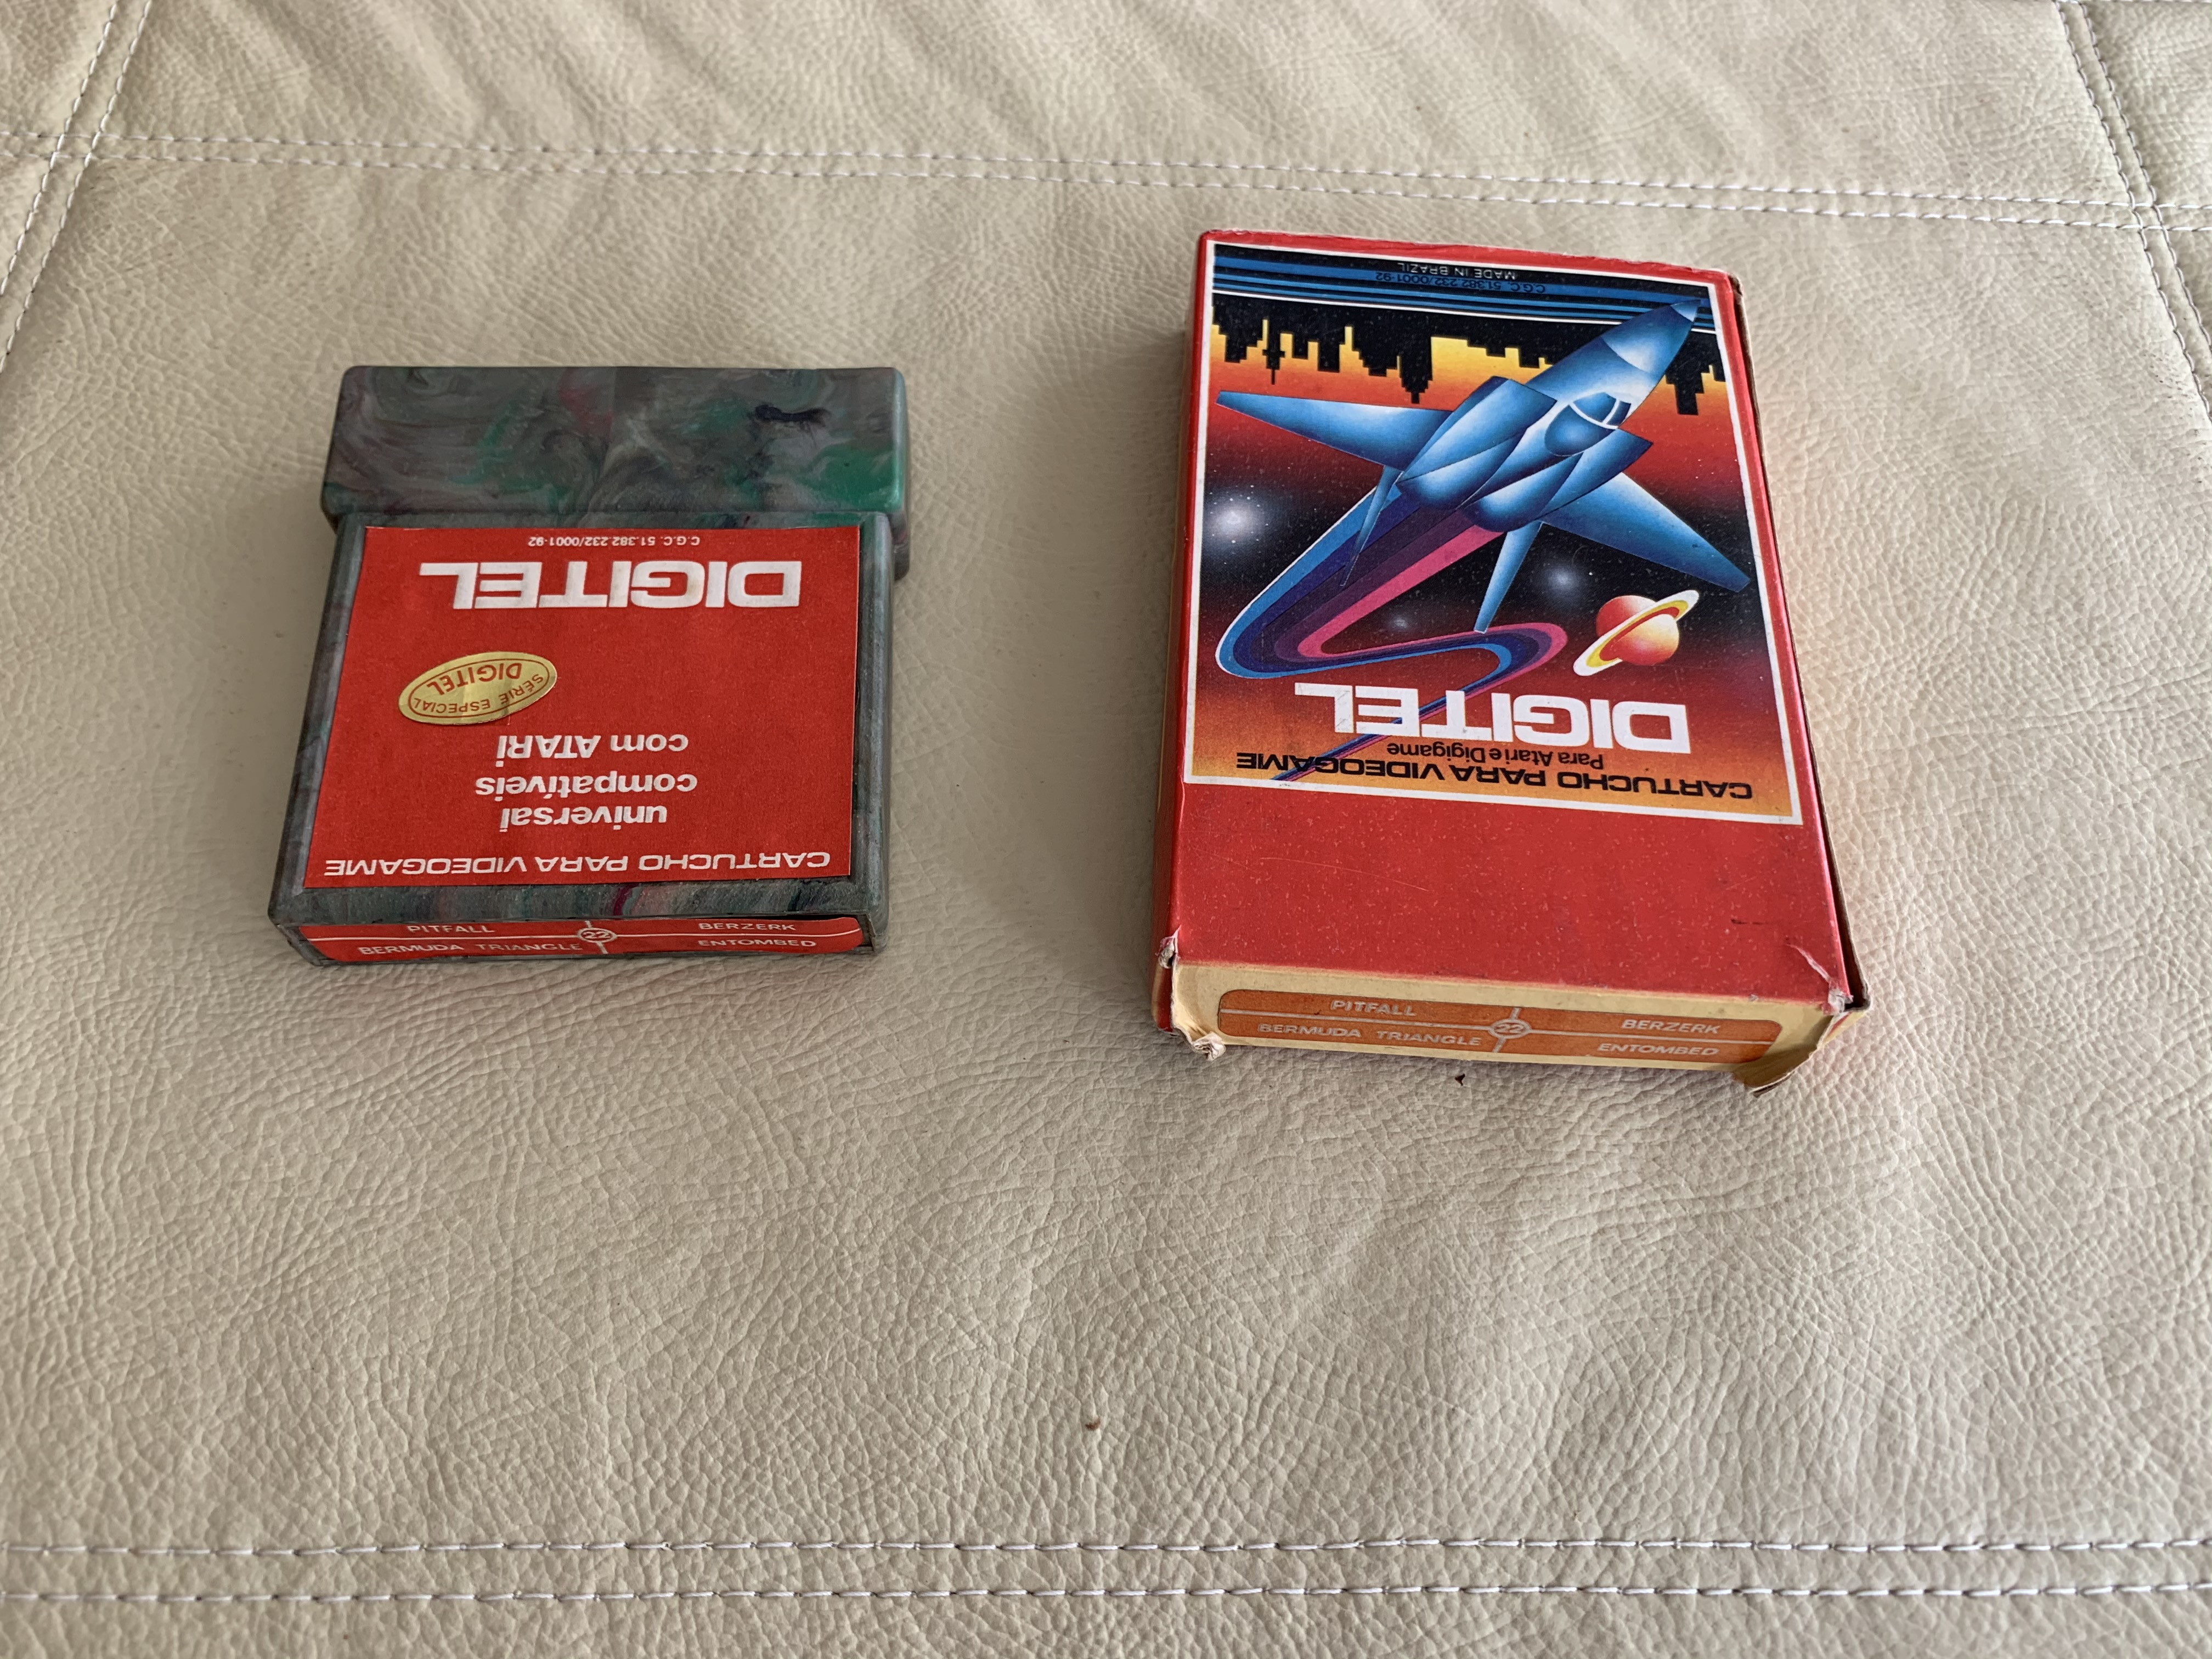 CARTUCHO PARA VIDEOGAME
universal
compatíveis
com ATARI
SÉRIE ESPECIAL
DIGITEL
DIGITEL
C.G.C. 51.382.232/0001-92
PITFALL
BERZERK
22
BERMUDA TRIANGLE
ENTOMBED
CARTUCHO PARA VIDEOGAME
Para Atari e Digigame
DIGITEL
C.G.C. 51.382.232/0001-92
MADE IN BRAZIL
PITFALL
BERZERK
22
BERMUDA TRIANGLE
ENTOMBED